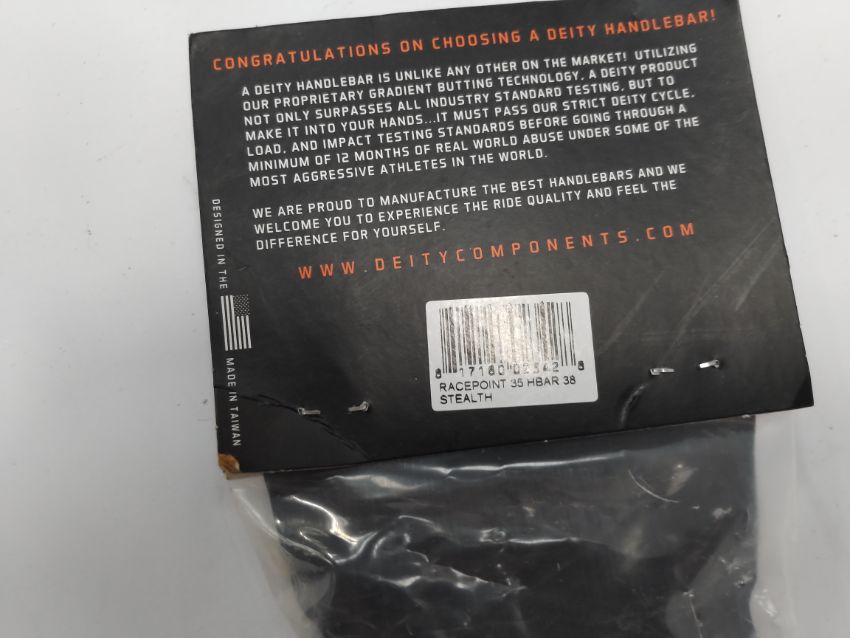 CONGRATULATIONS ON CHOOSING A DEITY HANDLEBAR!
A DEITY HANDLEBAR IS UNLIKE ANY OTHER ON THE MARKET! UTILIZING
OUR PROPRIETARY GRADIENT BUTTING TECHNOLOGY, A DEITY PRODUCT
NOT ONLY SURPASSES ALL INDUSTRY STANDARD TESTING, BUT TO
MAKE IT INTO YOUR HANDS...IT MUST PASS OUR STRICT DEITY CYCLE,
LOAD, AND IMPACT TESTING STANDARDS BEFORE GOING THROUGH A
MINIMUM OF 12 MONTHS OF REAL WORLD ABUSE UNDER SOME OF THE
MOST AGGRESSIVE ATHLETES IN THE WORLD.
WE ARE PROUD TO MANUFACTURE THE BEST HANDLEBARS AND WE
WELCOME YOU TO EXPERIENCE THE RIDE QUALITY AND FEEL THE
DIFFERENCE FOR YOURSELF.
WWW.DEITYCOMPONENTS.COM
DESIGNED IN THE
MADE IN TAIWAN
8 17180 02342 8
RACEPOINT 35 HBAR 38
STEALTH